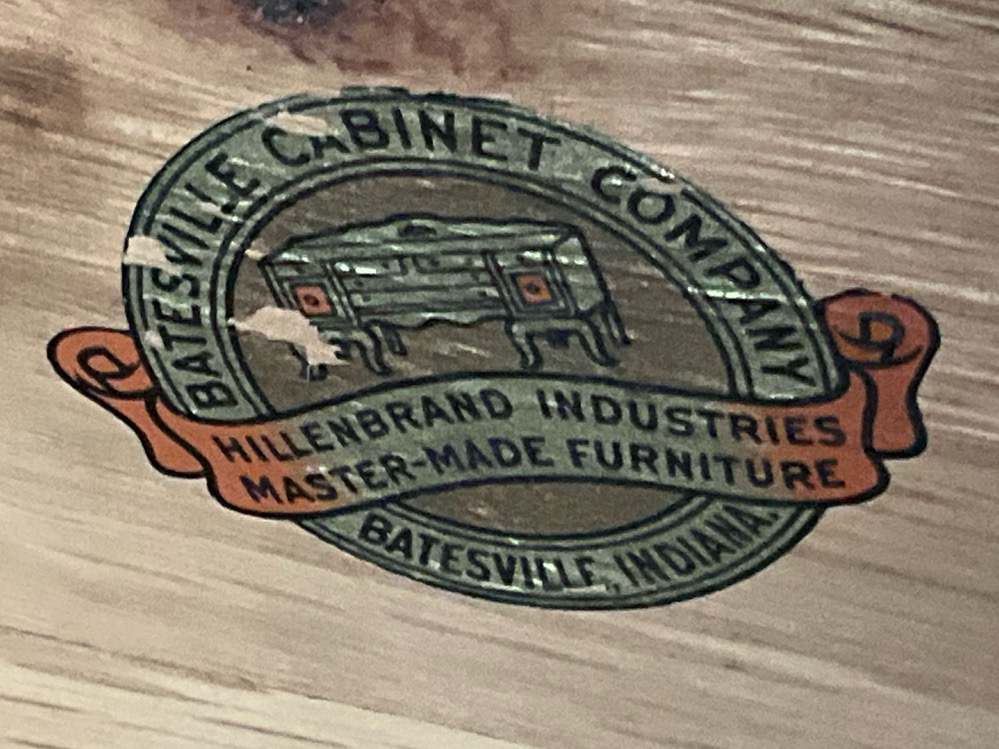 BATESVILLE CABINET COMPANY
HILLENBRAND INDUSTRIES
MASTER-MADE FURNITURE
BATESVILLE, INDIANA.